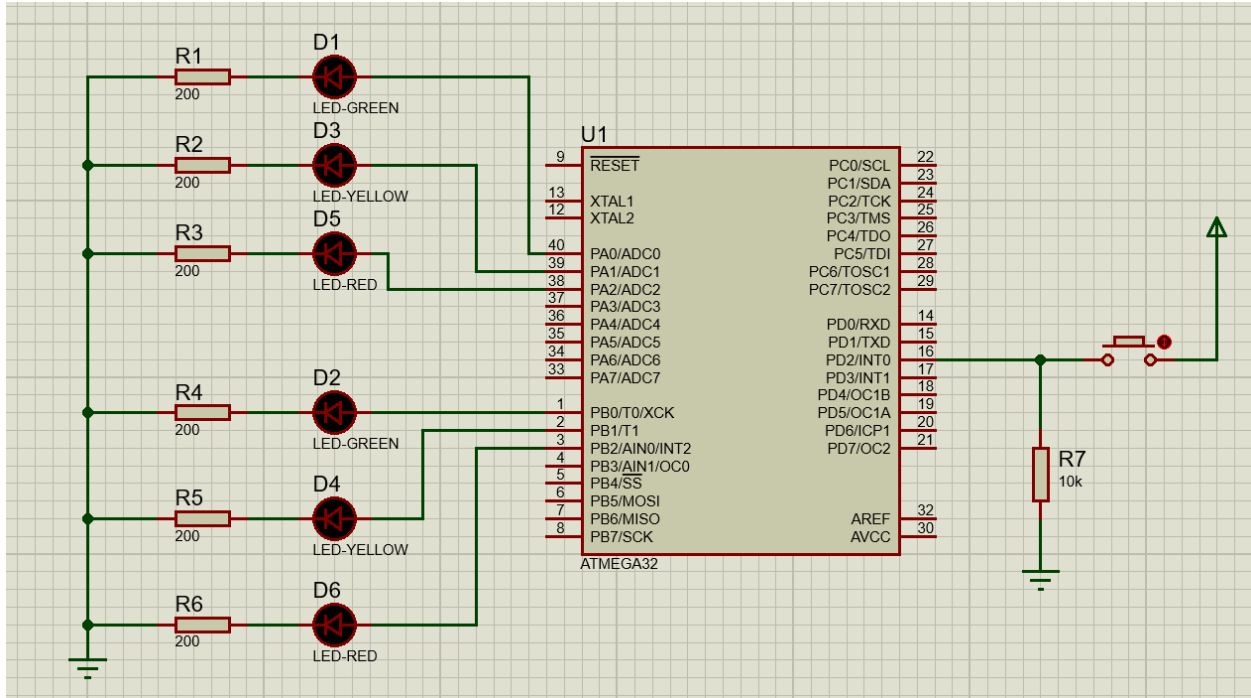 R1
200
D1
LED-GREEN
R2
200
D3
LED-YELLOW
R3
200
D5
LED-RED
R4
200
D2
LED-GREEN
R5
200
D4
LED-YELLOW
R6
200
D6
LED-RED
U1
9 RESET
13 XTAL1
12 XTAL2
40 PA0/ADC0
39 PA1/ADC1
38 PA2/ADC2
37 PA3/ADC3
36 PA4/ADC4
35 PA5/ADC5
34 PA6/ADC6
33 PA7/ADC7
1 PB0/T0/XCK
2 PB1/T1
3 PB2/AIN0/INT2
4 PB3/AIN1/OC0
5 PB4/SS
6 PB5/MOSI
7 PB6/MISO
8 PB7/SCK
PC0/SCL 22
PC1/SDA 23
PC2/TCK 24
PC3/TMS 25
PC4/TDO 26
PC5/TDI 27
PC6/TOSC1 28
PC7/TOSC2 29
PD0/RXD 14
PD1/TXD 15
PD2/INT0 16
PD3/INT1 17
PD4/OC1B 18
PD5/OC1A 19
PD6/ICP1 20
PD7/OC2 21
AREF 32
AVCC 30
ATMEGA32
R7
10k